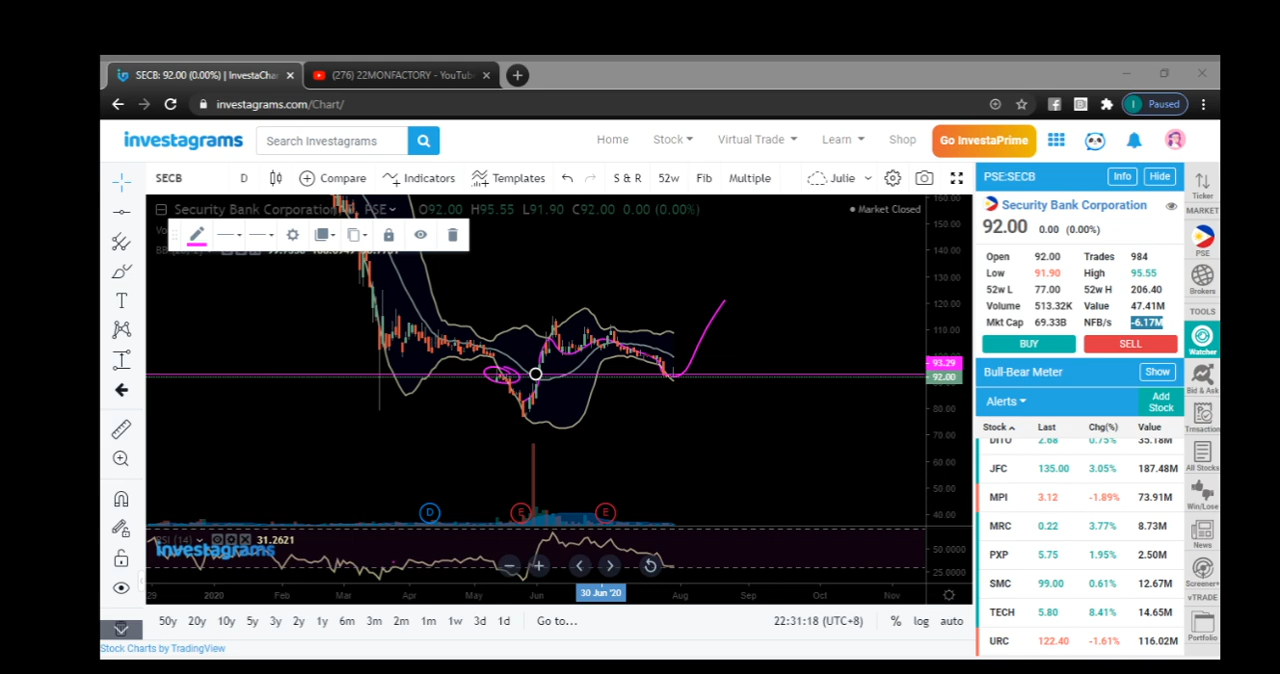 SECB: 92.00 (0.00%) | InvestaCha
(276) 22MONFACTORY - YouTub
investagrams.com/Chart/
Paused
investagrams
Search Investagrams
Home Stock Virtual Trade Learn Shop Go InvestaPrime
SECB D Compare Indicators Templates S & R 52w Fib Multiple Julie
Security Bank Corporation PSE O92.00 H95.55 L91.90 C92.00 0.00 (0.00%)
Market Closed
160.00
150.00
140.00
130.00
120.00
110.00
93.29
92.00
80.00
70.00
60.00
50.00
40.00
D E E
RSI (14) 31.2621
investagrams
50.0000
25.0000
29 2020 Feb Mar Apr May Jun 30 Jun '20 Aug Sep Oct Nov
50y 20y 10y 5y 3y 2y 1y 6m 3m 2m 1m 1w 3d 1d Go to...
22:31:18 (UTC+8) % log auto
Stock Charts by TradingView
PSE:SECB Info Hide
Security Bank Corporation
92.00 0.00 (0.00%)
Open 92.00 Trades 984
Low 91.90 High 95.55
52w L 77.00 52w H 206.40
Volume 513.32K Value 47.41M
Mkt Cap 69.33B NFB/s -6.17M
BUY SELL
Bull-Bear Meter Show
Alerts Add Stock
Stock Last Chg(%) Value
DITO 2.68 0.75% 35.18M
JFC 135.00 3.05% 187.48M
MPI 3.12 -1.89% 73.91M
MRC 0.22 3.77% 8.73M
PXP 5.75 1.95% 2.50M
SMC 99.00 0.61% 12.67M
TECH 5.80 8.41% 14.65M
URC 122.40 -1.61% 116.02M
Ticker
MARKET
PSE
Brokers
TOOLS
Watcher
Bid & Ask
All Stocks
Win/Lose
News
Screener+
vTRADE
Portfolio